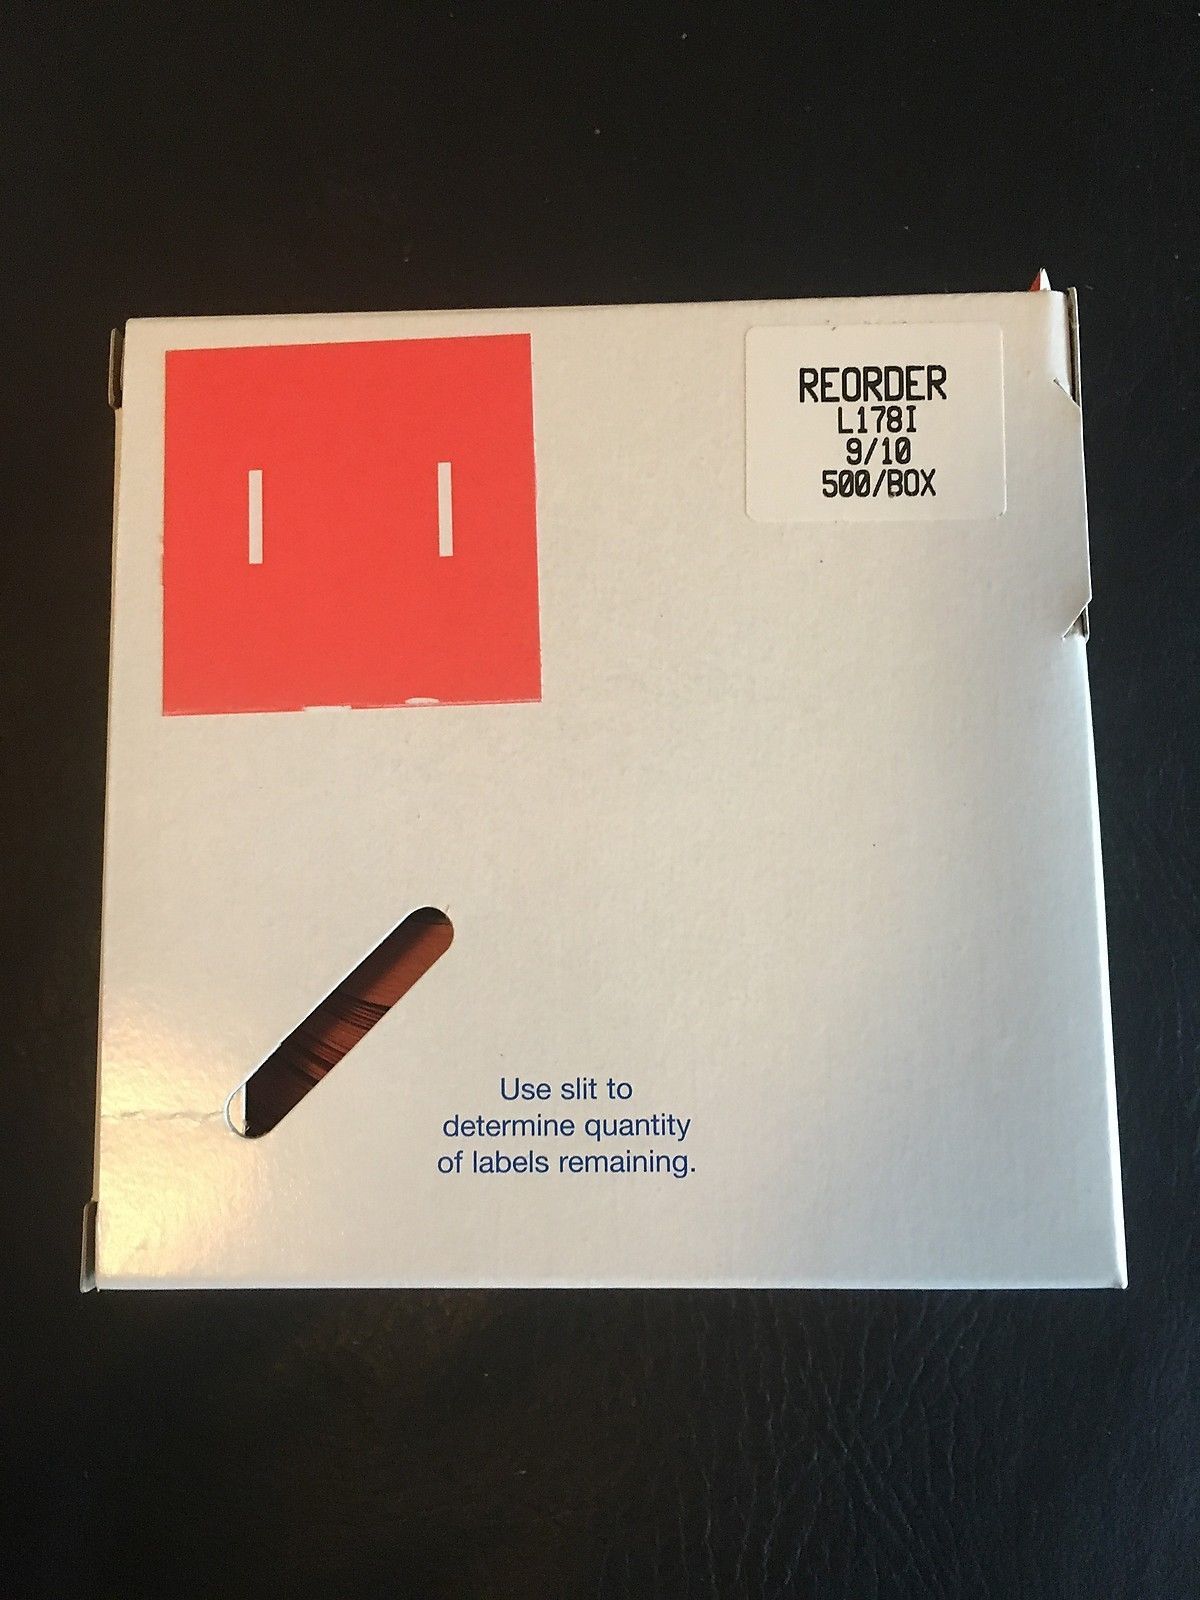 I I
REORDER
L178I
9/10
500/BOX
Use slit to
determine quantity
of labels remaining.